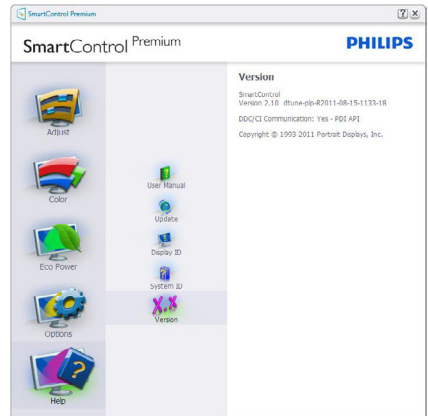 SmartControl Premium
SmartControl Premium
PHILIPS
Adjust
Color
Eco Power
Options
Help
User Manual
Update
Display ID
System ID
X.X
Version
Version
SmartControl
Version 2.10 dtune-plp-R2011-08-15-1133-18
DDC/CI Communication: Yes - PDI API
Copyright © 1993-2011 Portrait Displays, Inc.